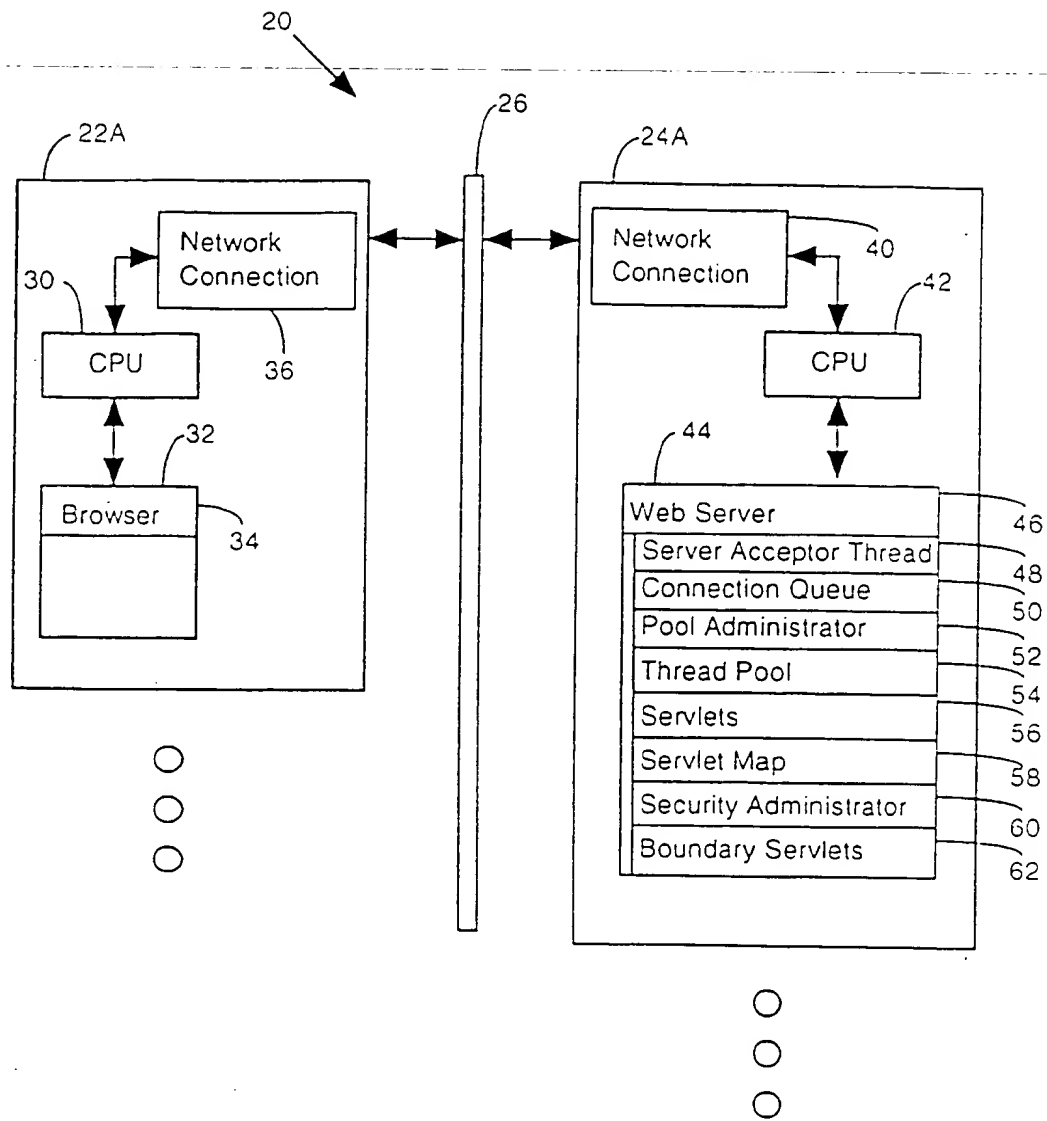 20
22A
26
24A
Network
Connection
36
30
CPU
32
Browser
34
Network
Connection
40
42
CPU
44
Web Server
46
Server Acceptor Thread
48
Connection Queue
50
Pool Administrator
52
Thread Pool
54
Servlets
56
Servlet Map
58
Security Administrator
60
Boundary Servlets
62